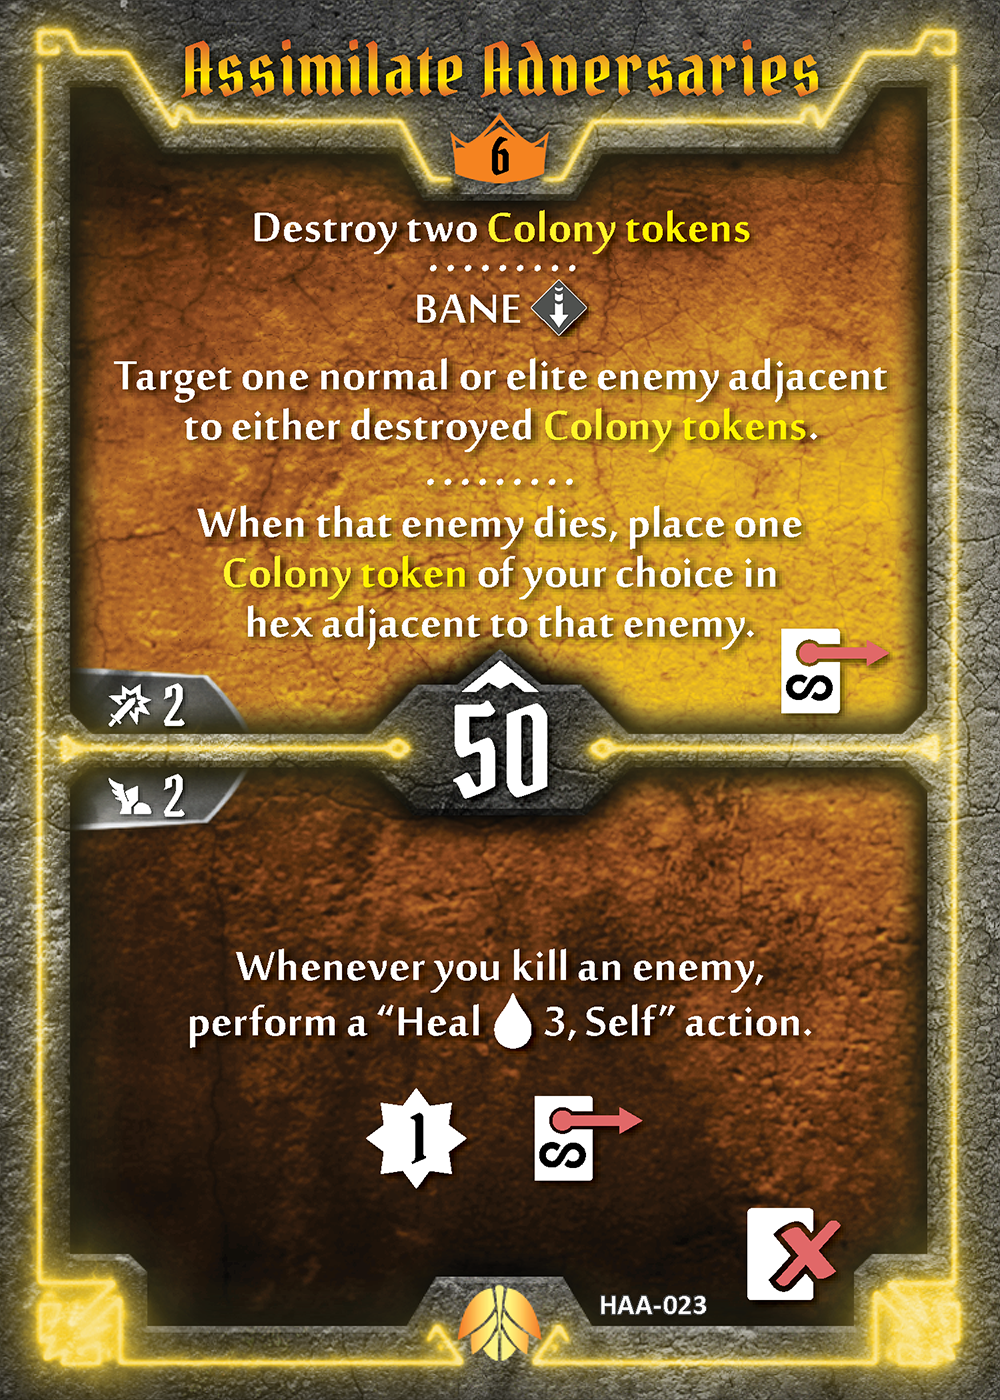 Assimilate Adversaries
6
Destroy two Colony tokens
BANE
Target one normal or elite enemy adjacent
to either destroyed Colony tokens.
When that enemy dies, place one
Colony token of your choice in
hex adjacent to that enemy.
S
2
50
2
Whenever you kill an enemy,
perform a “Heal 3, Self” action.
1
S
HAA-023